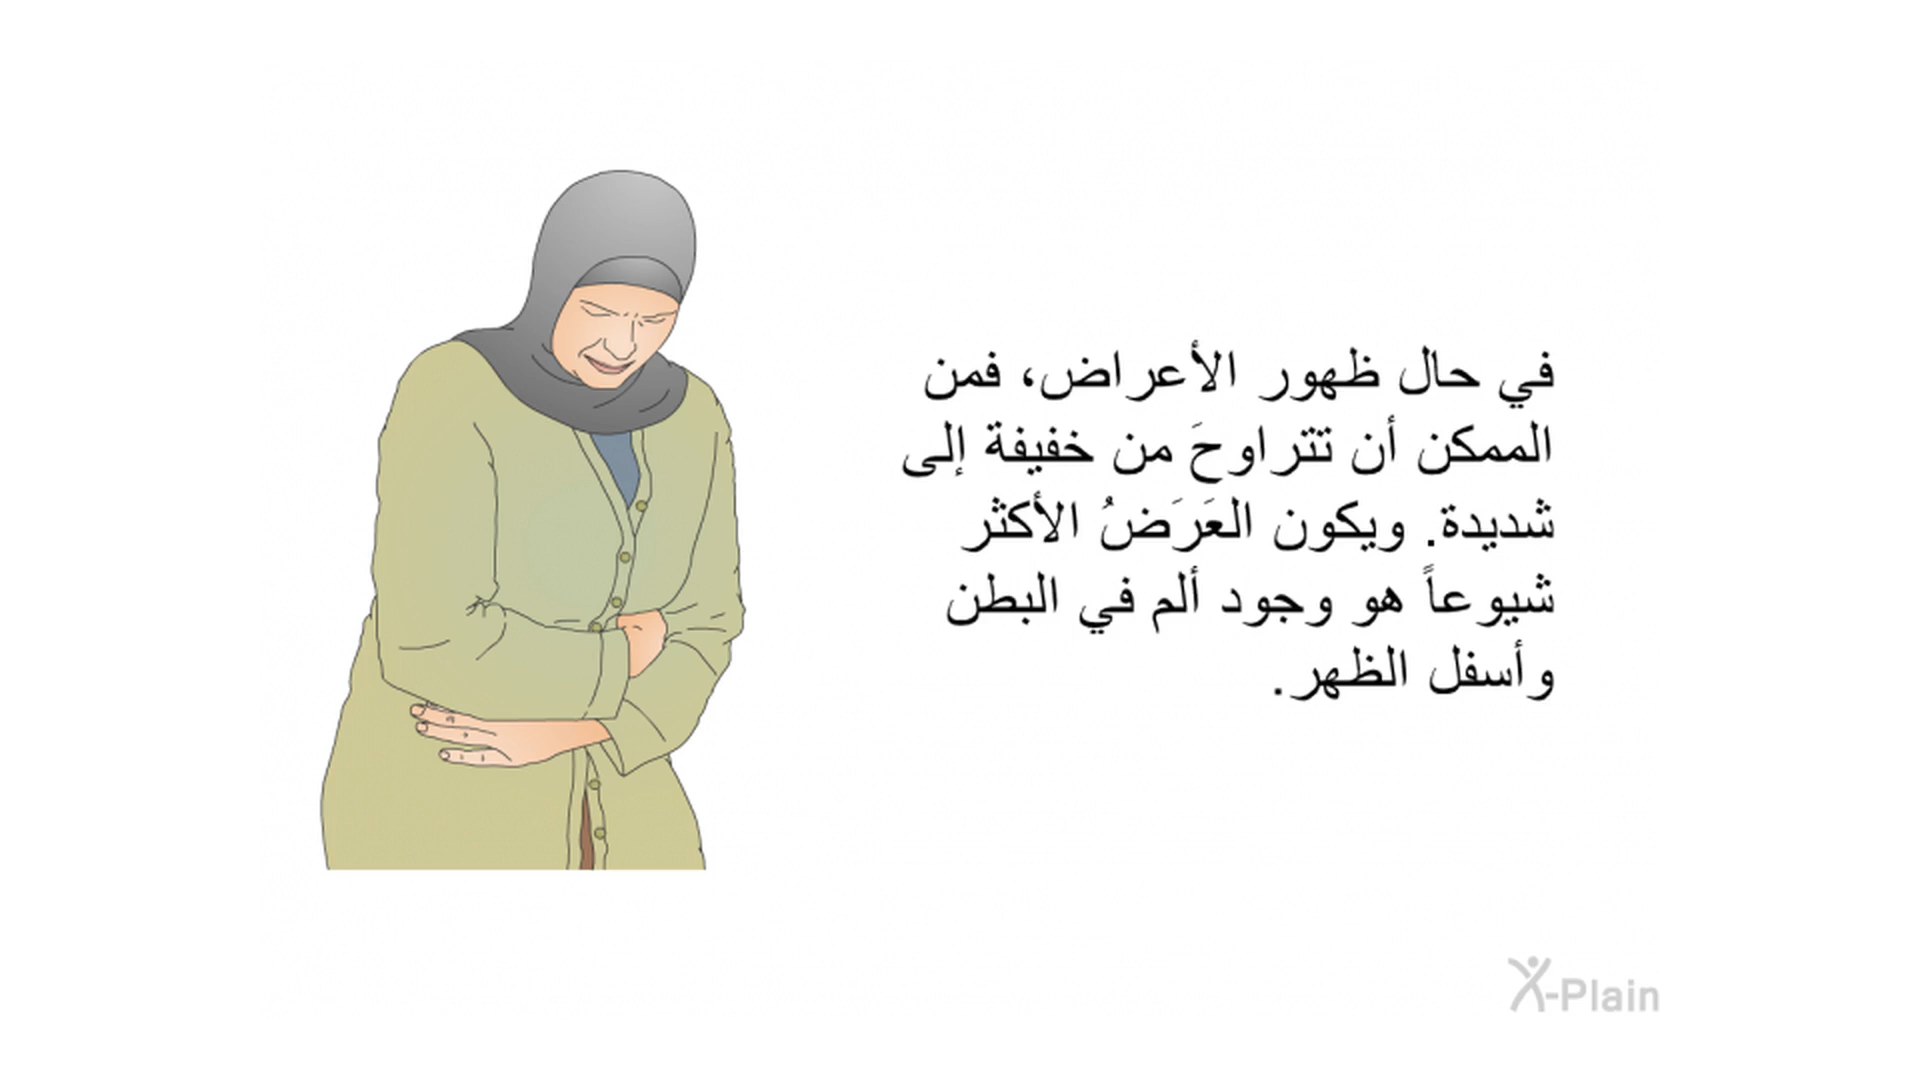 في حال ظهور الأعراض، فمن
الممكن أن تتراوحَ من خفيفة إلى
شديدة. ويكون العَرَضُ الأكثر
شيوعاً هو وجود ألم في البطن
وأسفل الظهر.
X-Plain